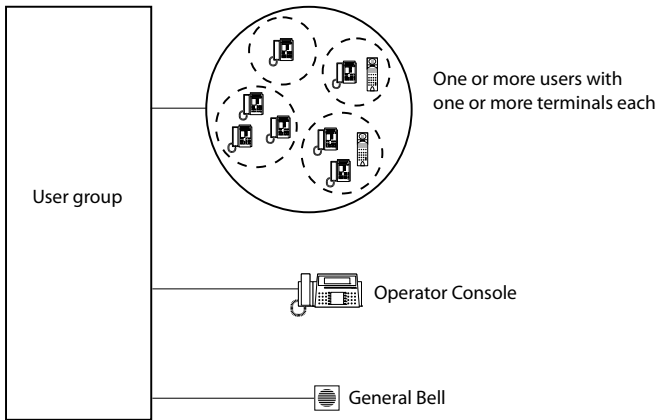 One or more users with
one or more terminals each
User group
Operator Console
General Bell